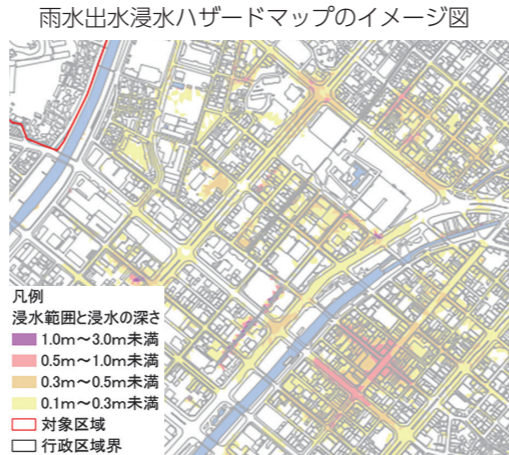 雨水出水浸水ハザードマップのイメージ図
凡例
浸水範囲と浸水の深さ
1.0m～3.0m未満
0.5m～1.0m未満
0.3m～0.5m未満
0.1m～0.3m未満
対象区域
行政区域界